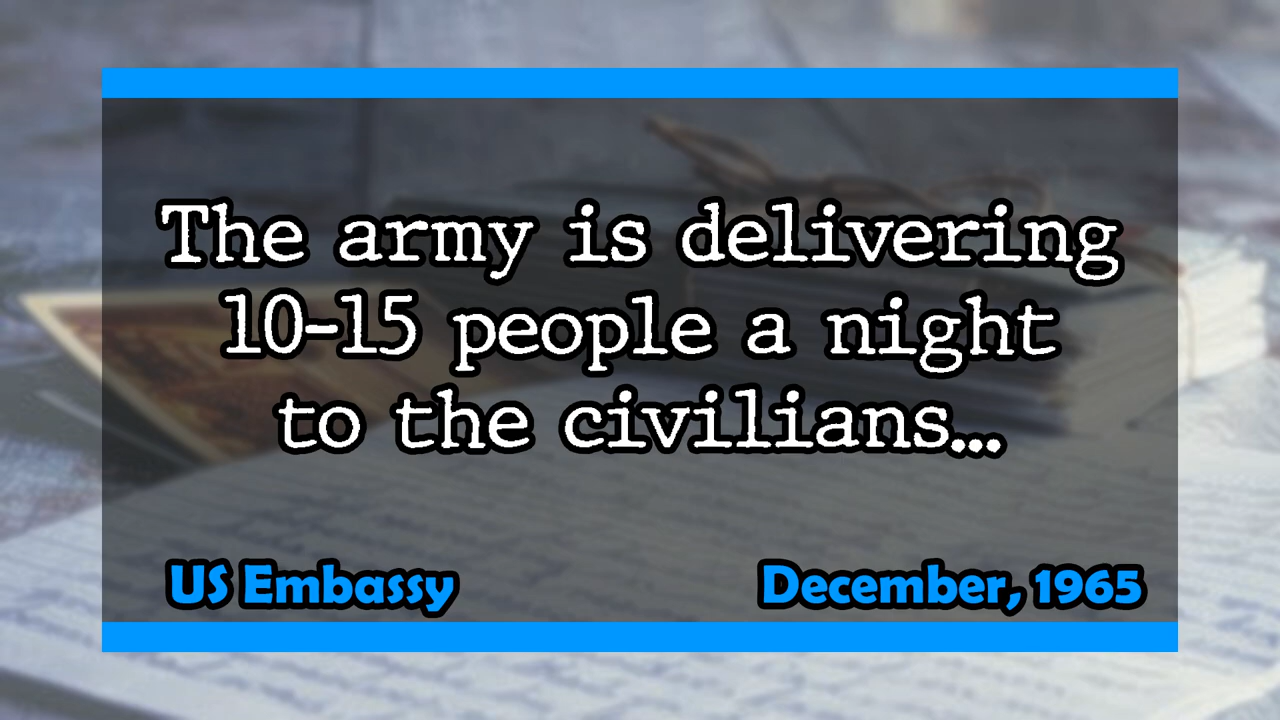 The army is delivering
10-15 people a night
to the civilians...
US Embassy
December, 1965